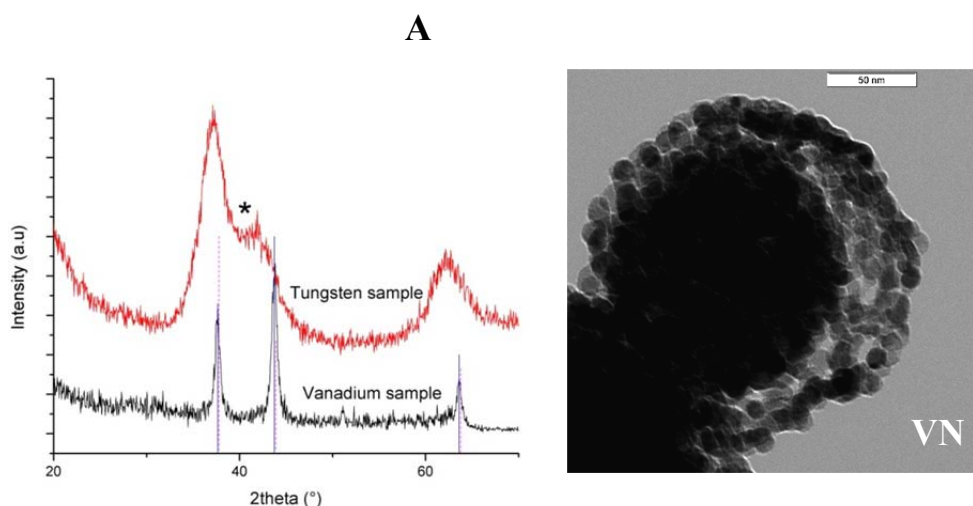 A
Intensity (a.u)
*
Tungsten sample
Vanadium sample
20
40
60
2theta (°)
50 nm
VN